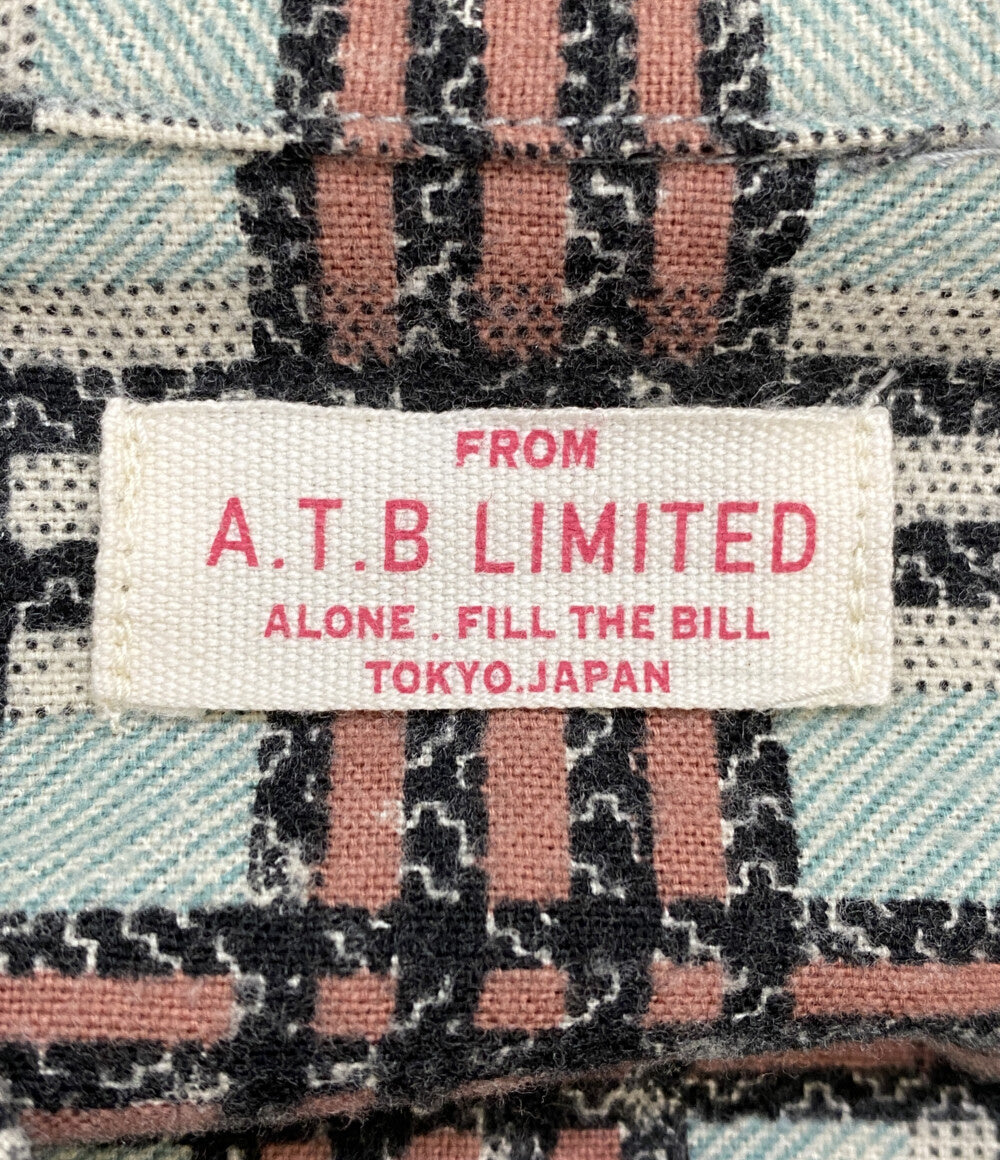 FROM
A.T.B LIMITED
ALONE . FILL THE BILL
TOKYO.JAPAN